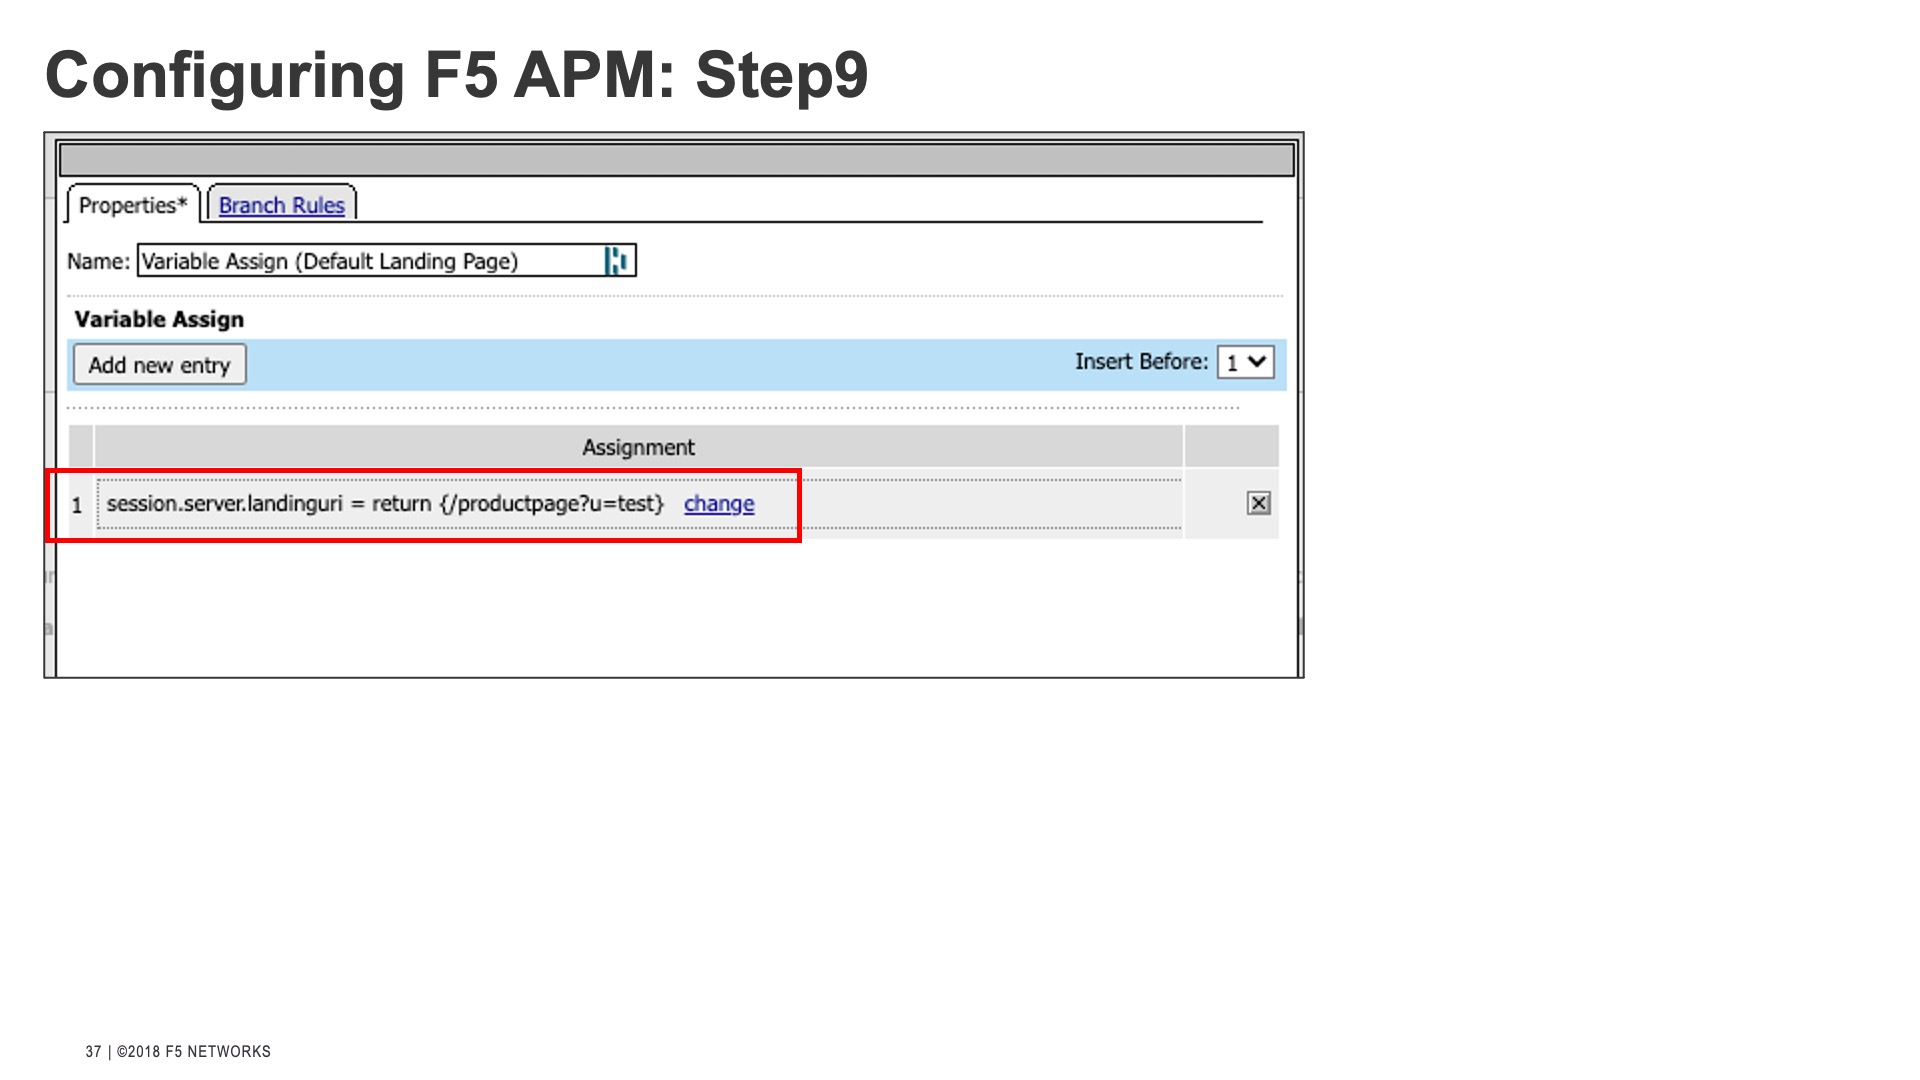 Configuring F5 APM: Step9
Properties* Branch Rules
Name: Variable Assign (Default Landing Page)
Variable Assign
Add new entry Insert Before: 1
Assignment
1 session.server.landinguri = return {/productpage?u=test} change
37 | ©2018 F5 NETWORKS